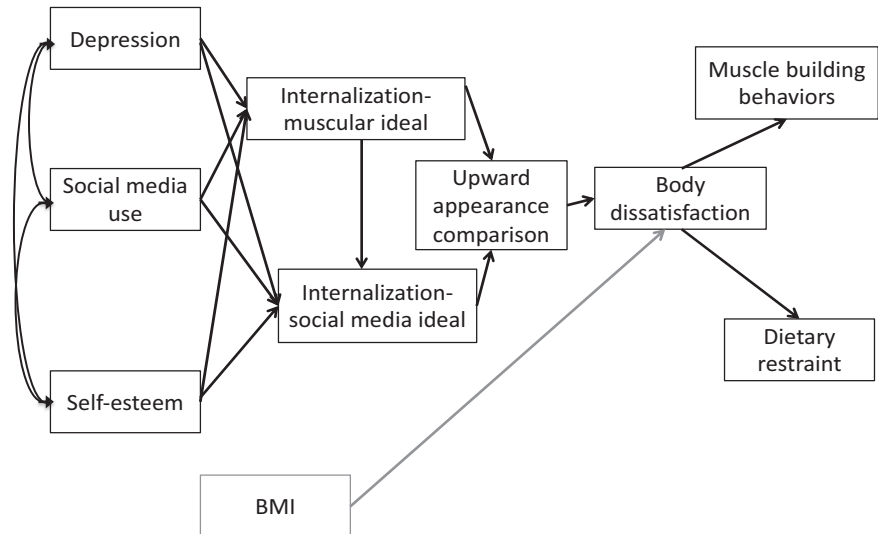 Depression
Social media
use
Self-esteem
BMI
Internalization-
muscular ideal
Internalization-
social media ideal
Upward
appearance
comparison
Body
dissatisfaction
Muscle building
behaviors
Dietary
restraint